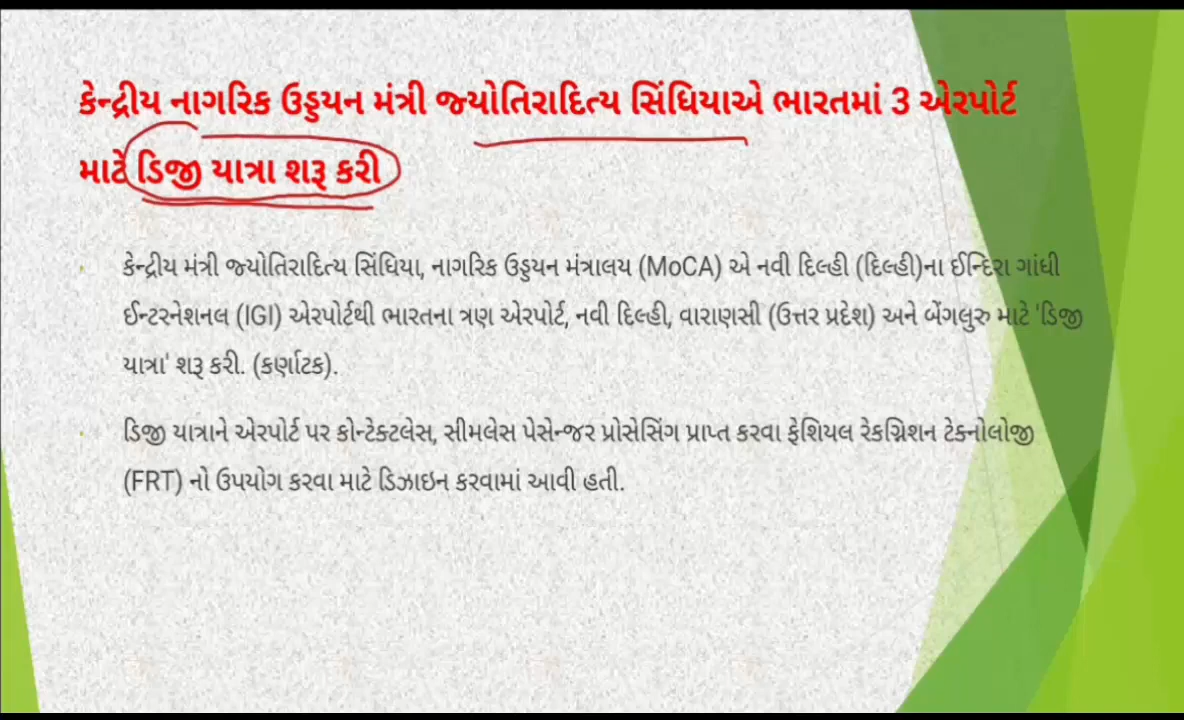 કેન્દ્રીય નાગરિક ઉડ્ડયન મંત્રી જ્યોતિરાદિત્ય સિંધિયાએ ભારતમાં 3 એરપોર્ટ
માટે ડિજી યાત્રા શરૂ કરી
કેન્દ્રીય મંત્રી જ્યોતિરાદિત્ય સિંધિયા, નાગરિક ઉડ્ડયન મંત્રાલય (MoCA) એ નવી દિલ્હી (દિલ્હી)ના ઈન્દિરા ગાંધી
ઈન્ટરનેશનલ (IGI) એરપોર્ટથી ભારતના ત્રણ એરપોર્ટ, નવી દિલ્હી, વારાણસી (ઉત્તર પ્રદેશ) અને બેંગલુરુ માટે 'ડિજી
યાત્રા' શરૂ કરી. (કર્ણાટક).
ડિજી યાત્રાને એરપોર્ટ પર કોન્ટેક્ટલેસ, સીમલેસ પેસેન્જર પ્રોસેસિંગ પ્રાપ્ત કરવા ફેશિયલ રેકગ્નિશન ટેક્નોલોજી
(FRT) નો ઉપયોગ કરવા માટે ડિઝાઇન કરવામાં આવી હતી.